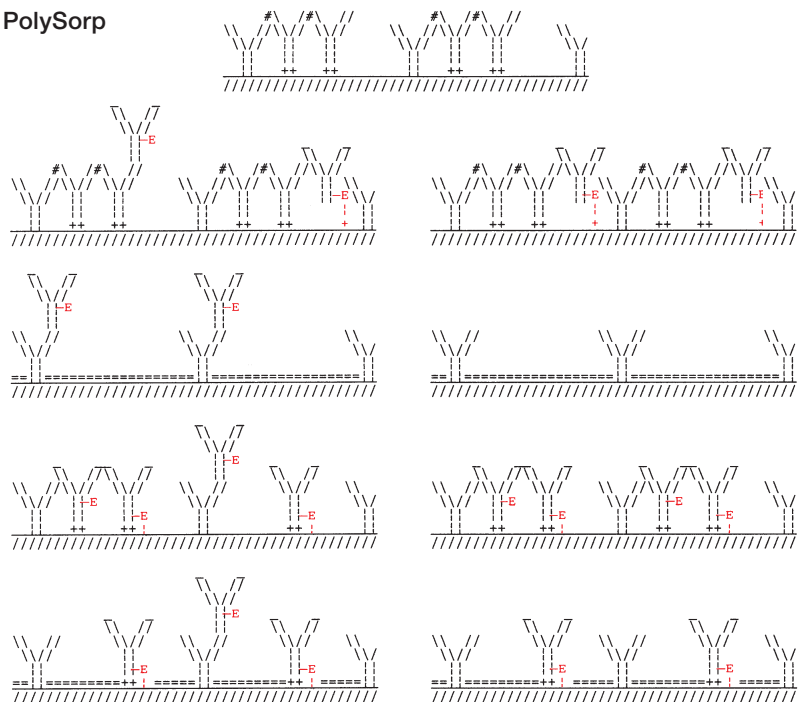 PolySorp
# # # #
E
# # # # # # # #
E E E
++ ++ ++ ++ + ++ ++ ++ ++ +
E E
E
E E E
E E E E
++ ++ ++ ++ ++ ++
E
E E E E
++ ++ ++ ++